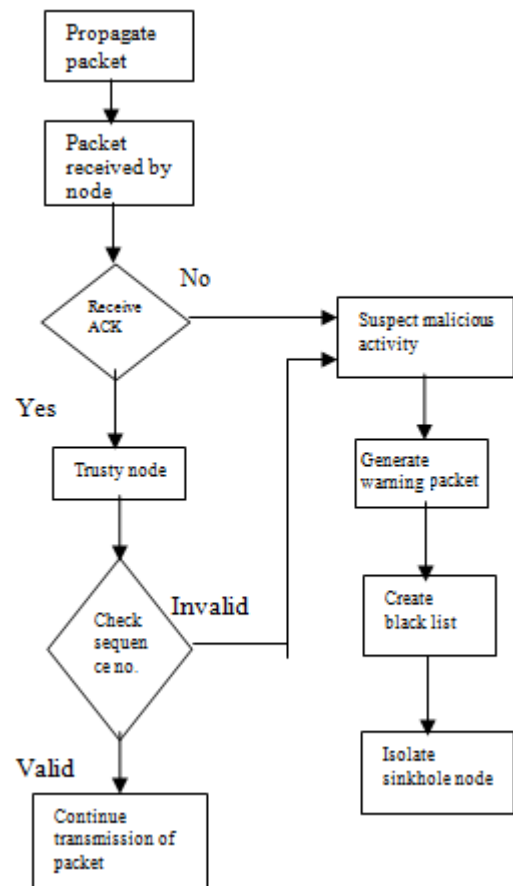 Propagate
packet
Packet
received by
node
Receive
ACK
No
Yes
Suspect malicious
activity
Trusty node
Generate
warning packet
Check
sequen
ce no.
Invalid
Create
black list
Valid
Isolate
sinkhole node
Continue
transmission of
packet